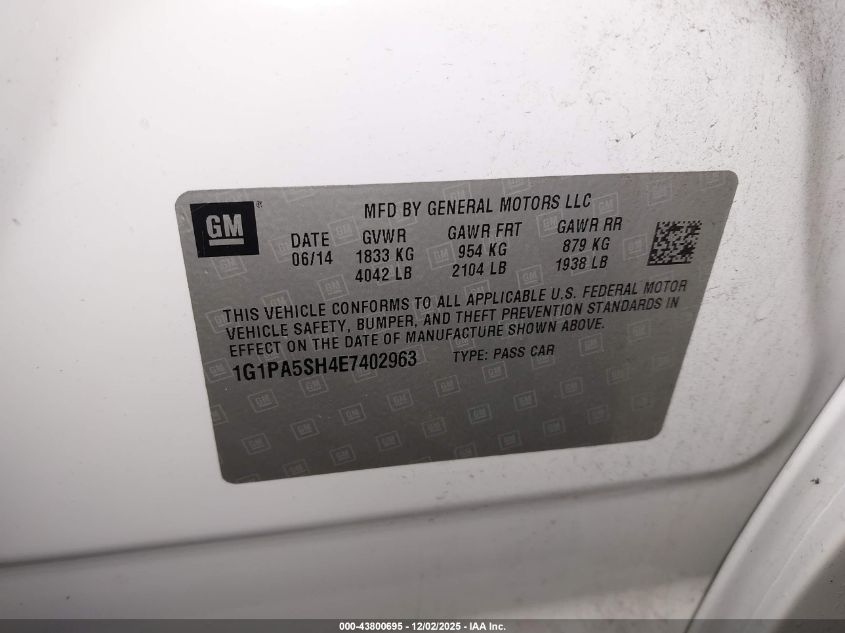 GM
MFD BY GENERAL MOTORS LLC
DATE GVWR GAWR FRT GAWR RR
06/14 1833 KG 954 KG 879 KG
4042 LB 2104 LB 1938 LB
THIS VEHICLE CONFORMS TO ALL APPLICABLE U.S. FEDERAL MOTOR
VEHICLE SAFETY, BUMPER, AND THEFT PREVENTION STANDARDS IN
EFFECT ON THE DATE OF MANUFACTURE SHOWN ABOVE.
1G1PA5SH4E7402963 TYPE: PASS CAR
000-43800695 - 12/02/2025 - IAA Inc.